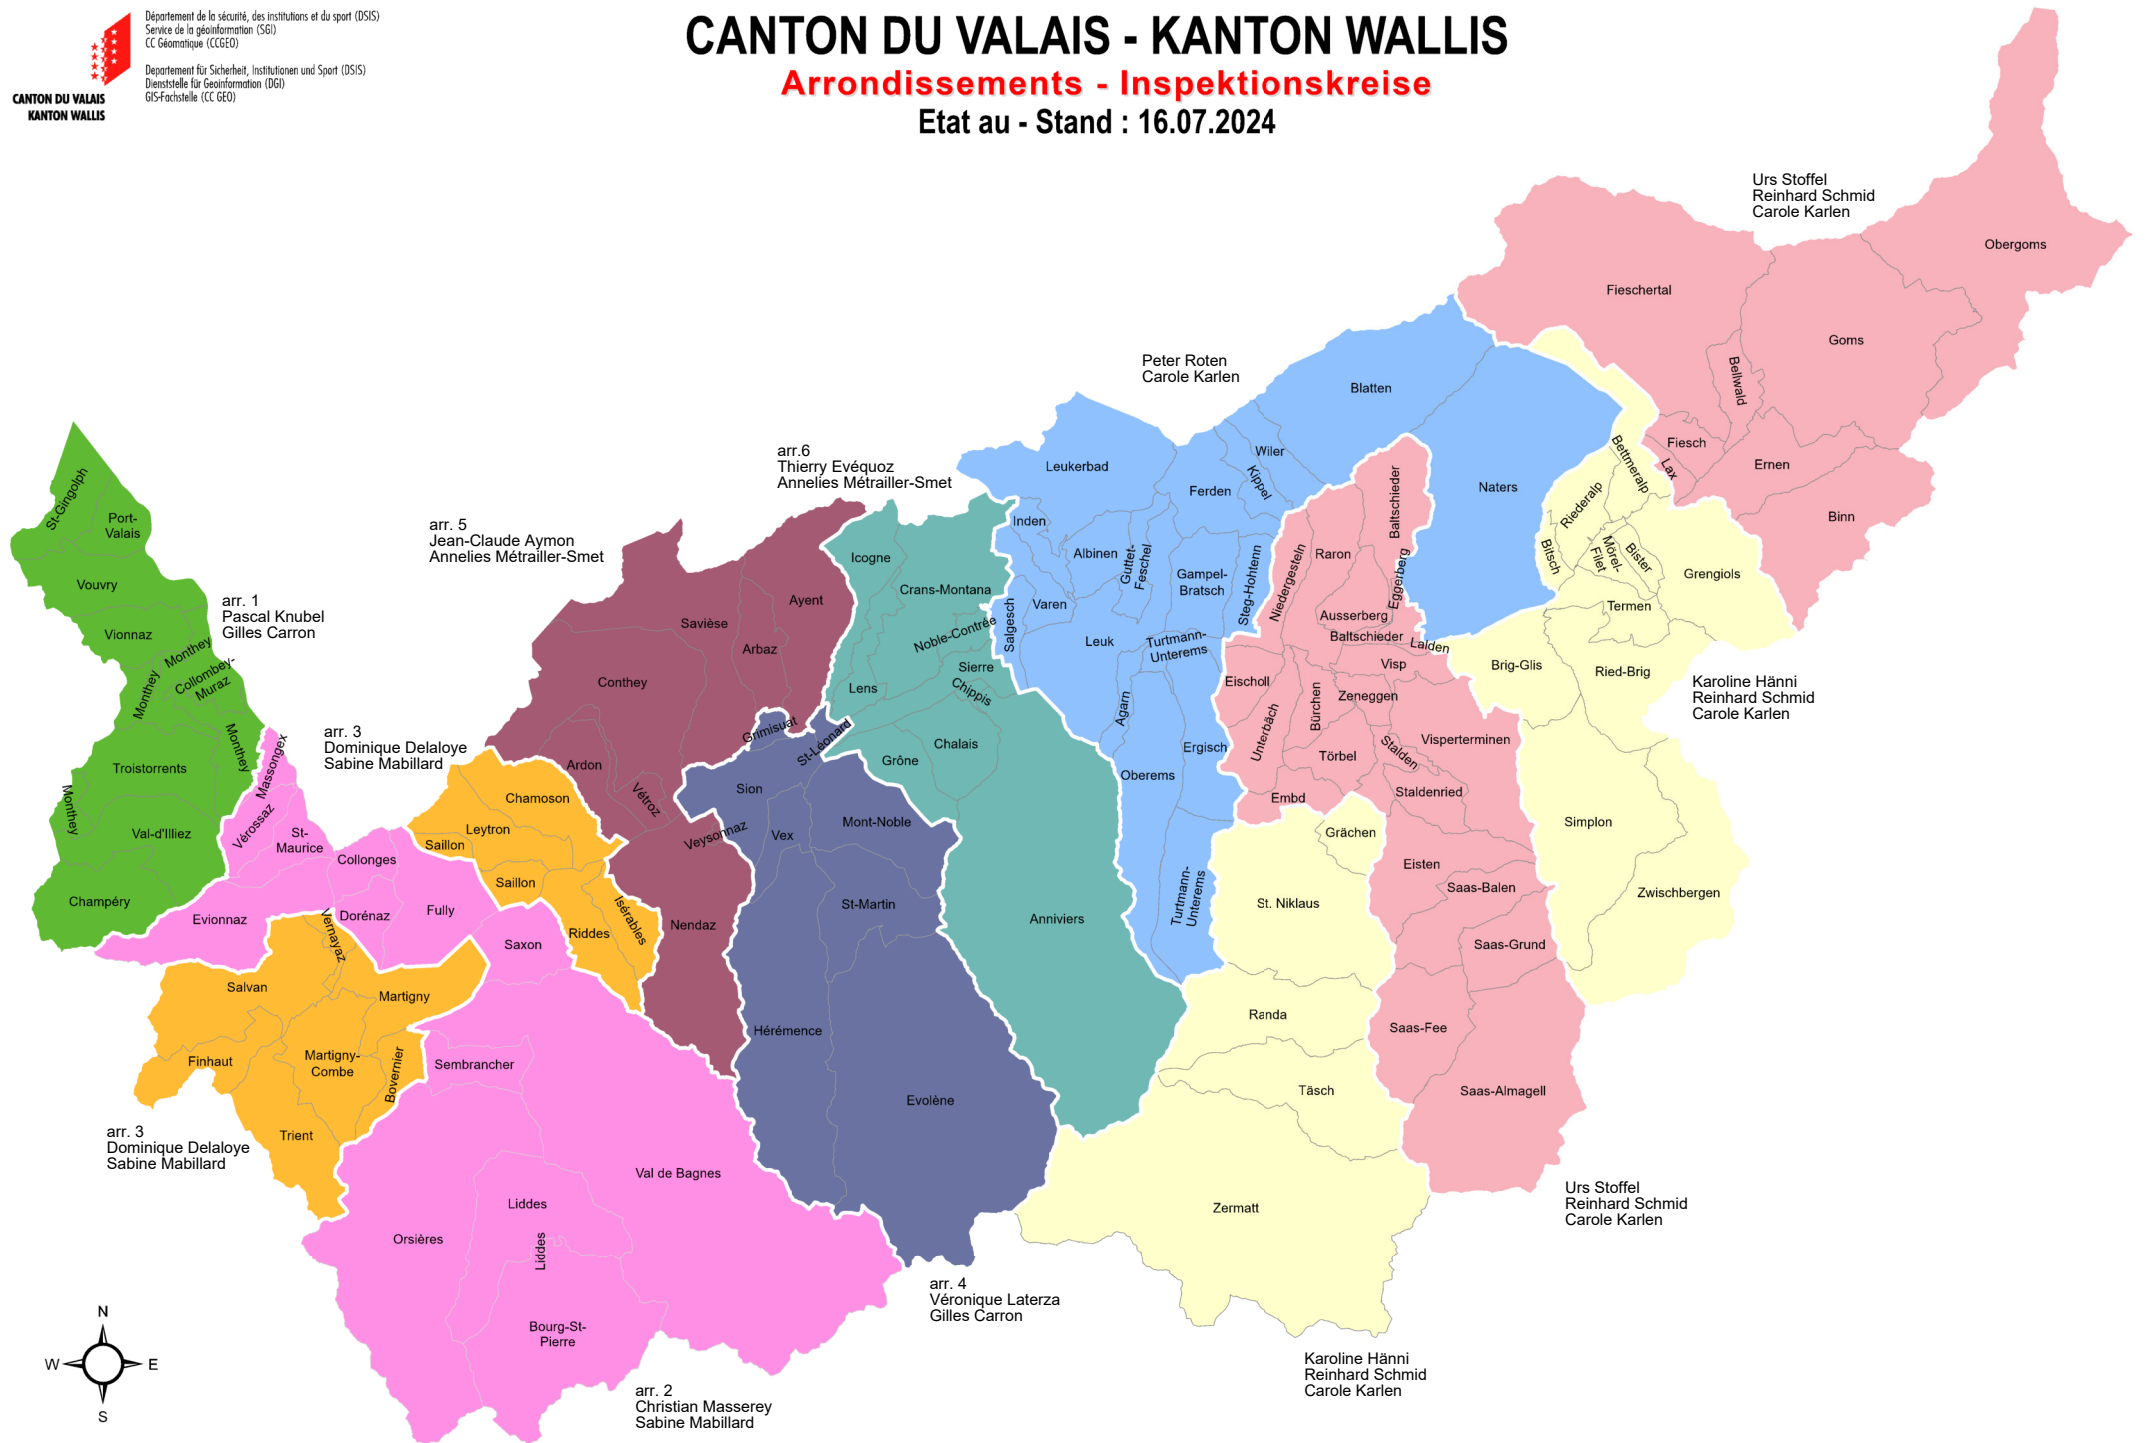 Département de la sécurité, des institutions et du sport (DSIS)
Service de la géoinformation (SGI)
CC Géomatique (CCGEO)
Departement für Sicherheit, Institutionen und Sport (DSIS)
Dienststelle für Geoinformation (DGI)
GIS-Fachstelle (CC GEO)
CANTON DU VALAIS
KANTON WALLIS
CANTON DU VALAIS - KANTON WALLIS
Arrondissements - Inspektionskreise
Etat au - Stand : 16.07.2024
Urs Stoffel
Reinhard Schmid
Carole Karlen
Obergoms
Fieschertal
Goms
Bellwald
Fiesch
Lax
Ernen
Binn
Peter Roten
Carole Karlen
Blatten
Wiler
Kippel
Ferden
Leukerbad
Naters
Inden
Albinen
Guttet-
Feschel
Gampel-
Bratsch
Steg-Hohtenn
Varen
Salgesch
Leuk
Turtmann-
Unterems
Agarn
Ergisch
Oberems
Turtmann-
Unterems
Bettmeralp
Riederalp
Bitsch
Mörel-
Filet
Bister
Grengiols
Termen
Brig-Glis
Ried-Brig
Simplon
Zwischbergen
Karoline Hänni
Reinhard Schmid
Carole Karlen
Baltschieder
Raron
Niedergesteln
Eggerberg
Ausserberg
Baltschieder
Lalden
Visp
Eischoll
Zeneggen
Bürchen
Unterbäch
Törbel
Stalden
Visperterminen
Embd
Staldenried
Eisten
Saas-Balen
Saas-Grund
Saas-Fee
Saas-Almagell
Urs Stoffel
Reinhard Schmid
Carole Karlen
Grächen
St. Niklaus
Randa
Täsch
Zermatt
Karoline Hänni
Reinhard Schmid
Carole Karlen
arr.6
Thierry Evéquoz
Annelies Métrailler-Smet
Icogne
Crans-Montana
Noble-Contrée
Sierre
Lens
Chippis
Chalais
Grône
Anniviers
arr. 5
Jean-Claude Aymon
Annelies Métrailler-Smet
Ayent
Savièse
Arbaz
Conthey
Ardon
Vétroz
Nendaz
Veysonnaz
Grimisuat
St-Léonard
Sion
Vex
Mont-Noble
St-Martin
Hérémence
Evolène
arr. 4
Véronique Laterza
Gilles Carron
arr. 1
Pascal Knubel
Gilles Carron
St-Gingolph
Port-
Valais
Vouvry
Vionnaz
Monthey
Collombey-
Muraz
Monthey
Monthey
Troistorrents
Monthey
Val-d'Illiez
Champéry
arr. 3
Dominique Delaloye
Sabine Mabillard
Chamoson
Leytron
Saillon
Saillon
Riddes
Isérables
Massongex
Vérossaz
St-
Maurice
Collonges
Evionnaz
Dorénaz
Fully
Saxon
Vernayaz
Salvan
Martigny
Finhaut
Martigny-
Combe
Bovernier
Trient
arr. 3
Dominique Delaloye
Sabine Mabillard
Sembrancher
Val de Bagnes
Liddes
Liddes
Orsières
Bourg-St-
Pierre
arr. 2
Christian Masserey
Sabine Mabillard
N
W
E
S